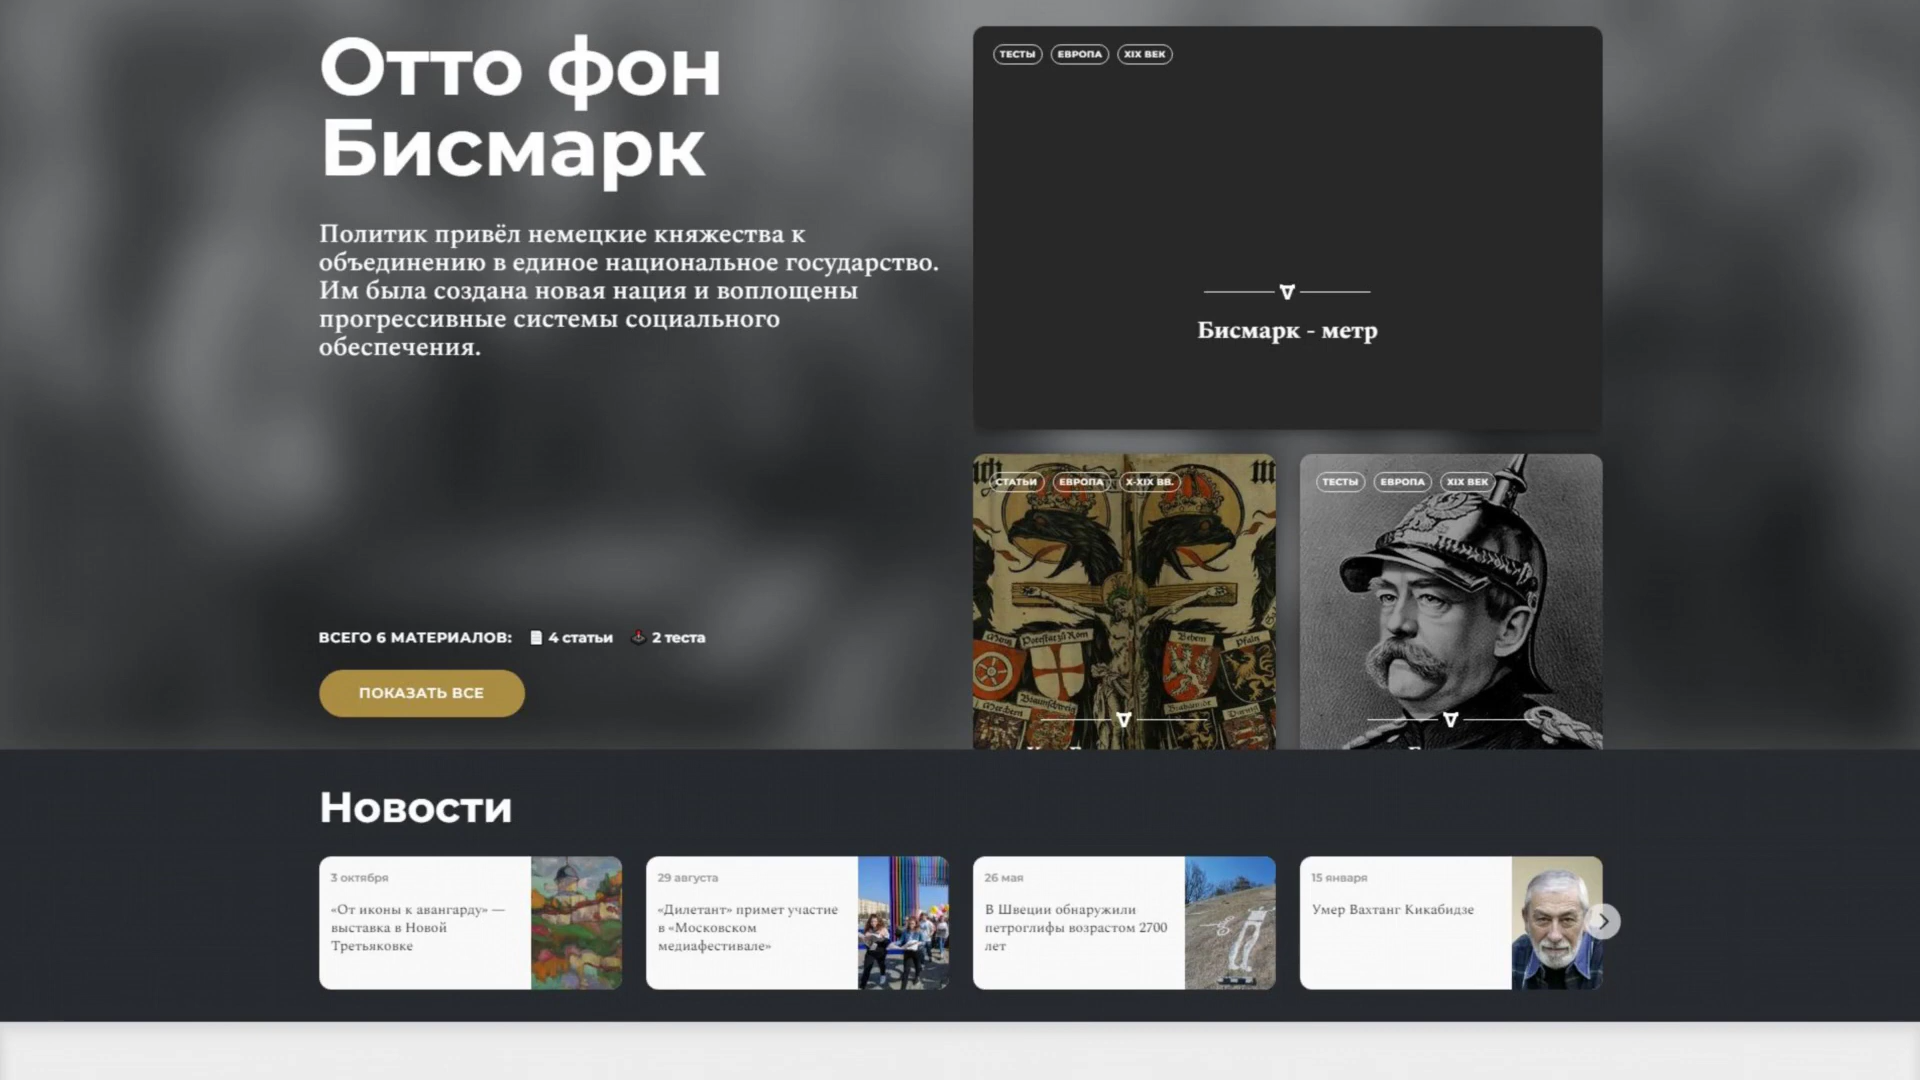 Отто фон
Бисмарк
Политик привёл немецкие княжества к
объединению в единое национальное государство.
Им была создана новая нация и воплощены
прогрессивные системы социального
обеспечения.
ВСЕГО 6 МАТЕРИАЛОВ: 4 статьи 2 теста
ПОКАЗАТЬ ВСЕ
ТЕСТЫ ЕВРОПА XIX ВЕК
Бисмарк - метр
СТАТЬИ ЕВРОПА X-XIX ВВ.
ТЕСТЫ ЕВРОПА XIX ВЕК
Новости
3 октября
«От иконы к авангарду» —
выставка в Новой
Третьяковке
29 августа
«Дилетант» примет участие
в «Московском
медиафестивале»
26 мая
В Швеции обнаружили
петроглифы возрастом 2700
лет
15 января
Умер Вахтанг Кикабидзе